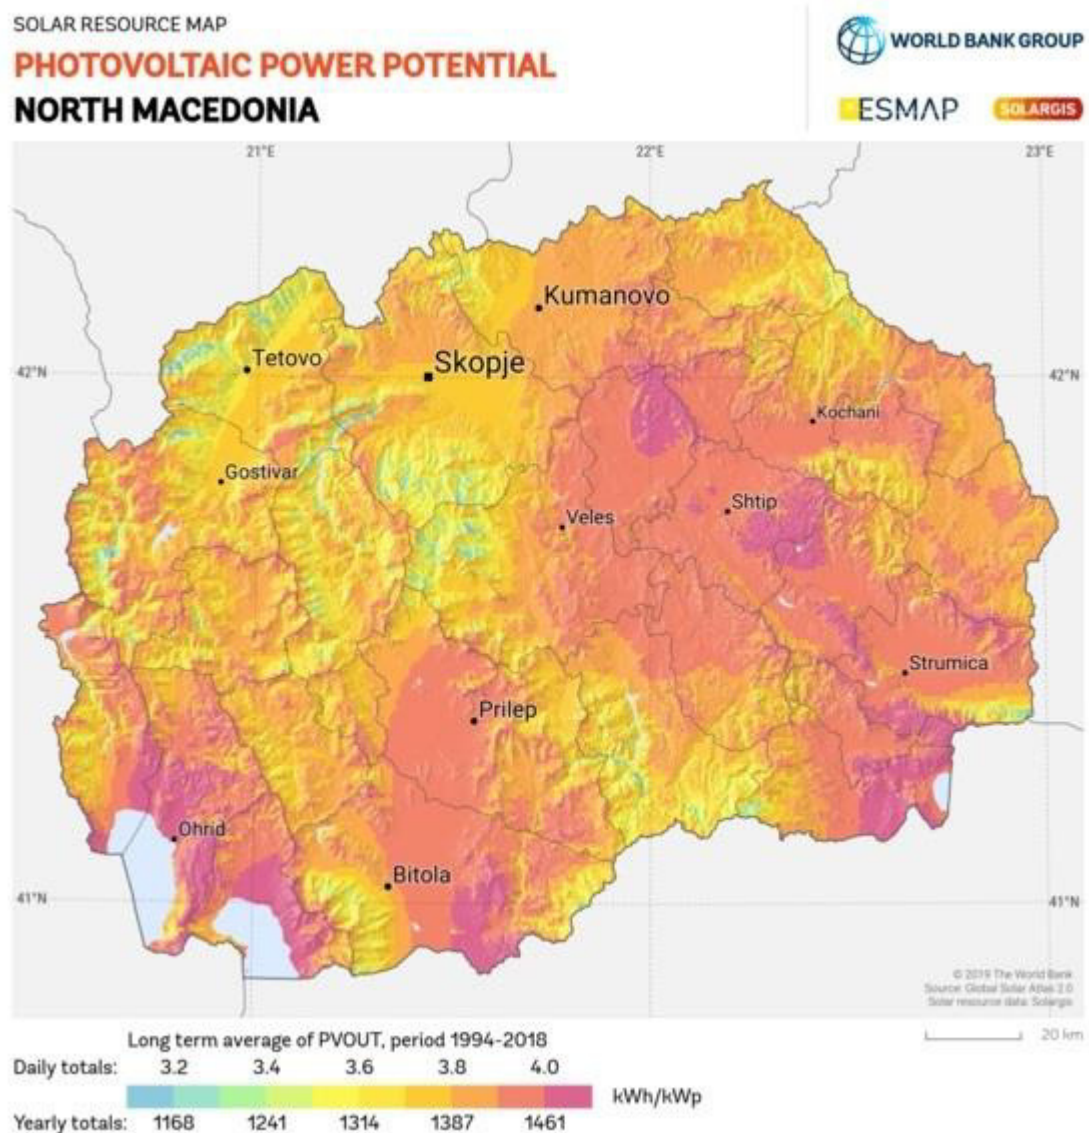 SOLAR RESOURCE MAP
PHOTOVOLTAIC POWER POTENTIAL
NORTH MACEDONIA
WORLD BANK GROUP
ESMAP
SOLARGIS
21°E 22°E 23°E
Kumanovo
Tetovo
Skopje
42°N 42°N
Kochani
Gostivar
Shtip
Veles
Strumica
Prilep
Ohrid
Bitola
41°N 41°N
© 2019 The World Bank
Source: Global Solar Atlas 2.0
Solar resource data: Solargis
20 km
Long term average of PVOUT, period 1994-2018
Daily totals: 3.2 3.4 3.6 3.8 4.0
kWh/kWp
Yearly totals: 1168 1241 1314 1387 1461